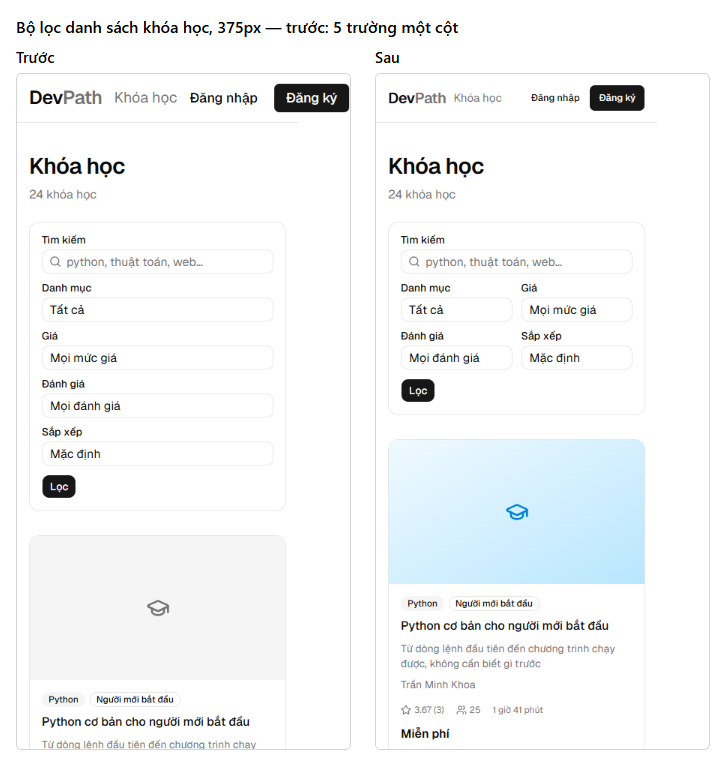 Bộ lọc danh sách khóa học, 375px — trước: 5 trường một cột
Trước
DevPath Khóa học Đăng nhập Đăng ký
Khóa học
24 khóa học
Tìm kiếm
python, thuật toán, web...
Danh mục
Tất cả
Giá
Mọi mức giá
Đánh giá
Mọi đánh giá
Sắp xếp
Mặc định
Lọc
Python Người mới bắt đầu
Python cơ bản cho người mới bắt đầu
Từ dòng lệnh đầu tiên đến chương trình chạy
Sau
DevPath Khóa học Đăng nhập Đăng ký
Khóa học
24 khóa học
Tìm kiếm
python, thuật toán, web...
Danh mục Giá
Tất cả Mọi mức giá
Đánh giá Sắp xếp
Mọi đánh giá Mặc định
Lọc
Python Người mới bắt đầu
Python cơ bản cho người mới bắt đầu
Từ dòng lệnh đầu tiên đến chương trình chạy
được, không cần biết gì trước
Trần Minh Khoa
3.67 (3) 25 1 giờ 41 phút
Miễn phí